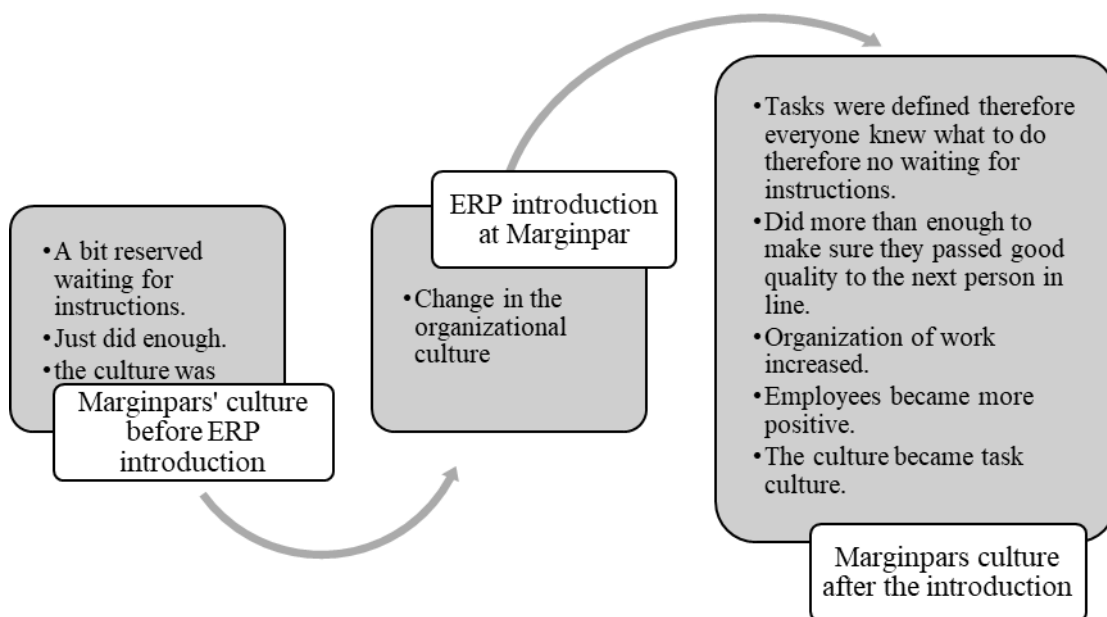 •A bit reserved
waiting for
instructions.
•Just did enough.
•the culture was
Marginpars' culture
before ERP
introduction
ERP introduction
at Marginpar
•Change in the
organizational
culture
•Tasks were defined therefore
everyone knew what to do
therefore no waiting for
instructions.
•Did more than enough to
make sure they passed good
quality to the next person in
line.
•Organization of work
increased.
•Employees became more
positive.
•The culture became task
culture.
Marginpars culture
after the introduction